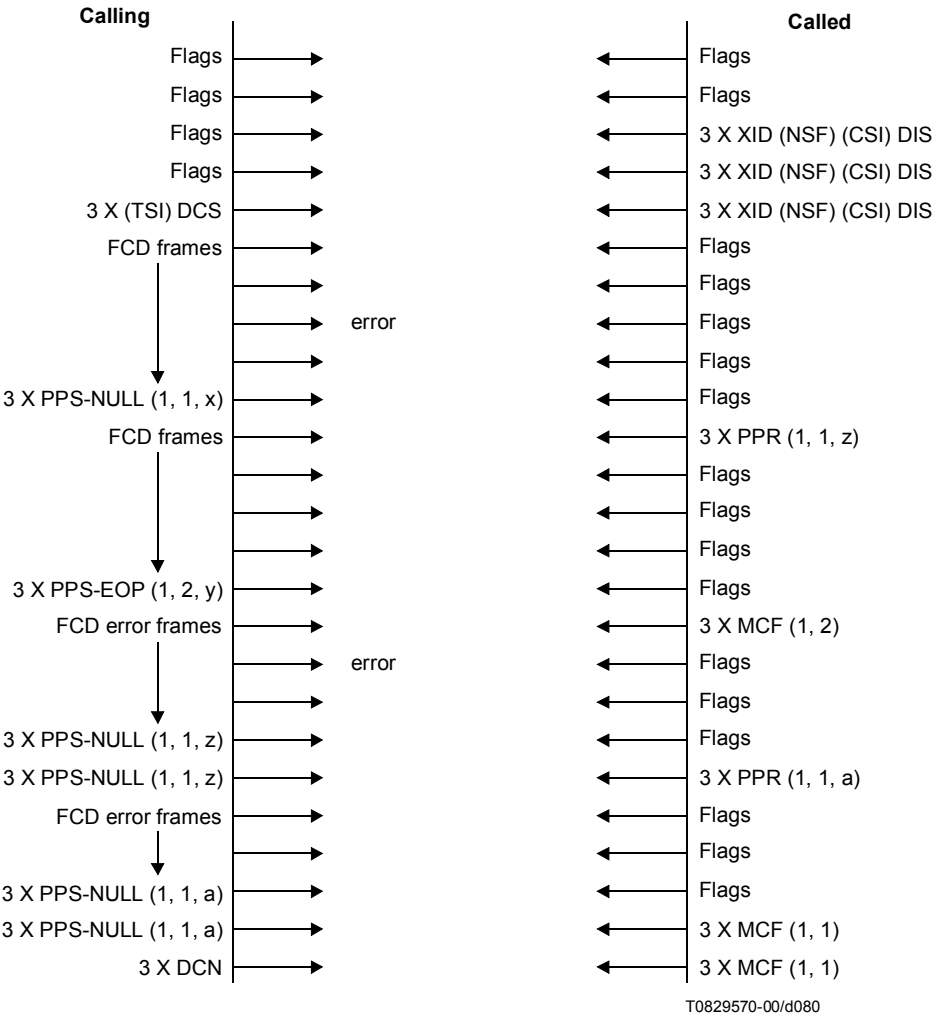 Calling Called
Flags Flags
Flags Flags
Flags 3 X XID (NSF) (CSI) DIS
Flags 3 X XID (NSF) (CSI) DIS
3 X (TSI) DCS 3 X XID (NSF) (CSI) DIS
FCD frames Flags
Flags
error Flags
Flags
3 X PPS-NULL (1, 1, x) Flags
FCD frames 3 X PPR (1, 1, z)
Flags
Flags
Flags
3 X PPS-EOP (1, 2, y) Flags
FCD error frames 3 X MCF (1, 2)
error Flags
Flags
3 X PPS-NULL (1, 1, z) Flags
3 X PPS-NULL (1, 1, z) 3 X PPR (1, 1, a)
FCD error frames Flags
Flags
3 X PPS-NULL (1, 1, a) Flags
3 X PPS-NULL (1, 1, a) 3 X MCF (1, 1)
3 X DCN 3 X MCF (1, 1)
T0829570-00/d080